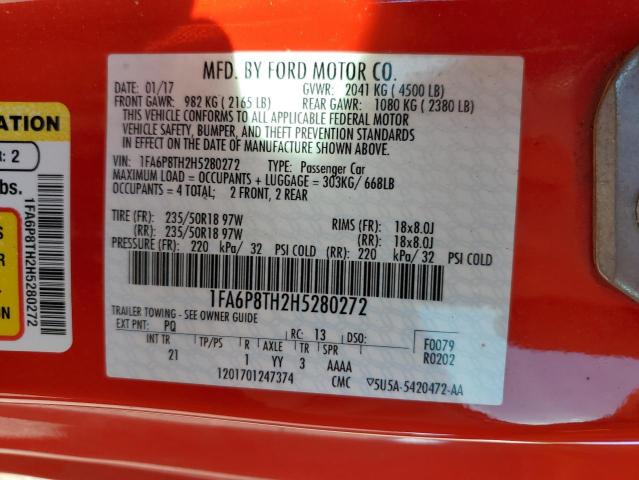 MFD. BY FORD MOTOR CO.
DATE: 01/17 GVWR: 2041 KG ( 4500 LB)
FRONT GAWR: 982 KG ( 2165 LB) REAR GAWR: 1080 KG ( 2380 LB)
THIS VEHICLE CONFORMS TO ALL APPLICABLE FEDERAL MOTOR
VEHICLE SAFETY, BUMPER, AND THEFT PREVENTION STANDARDS
IN EFFECT ON THE DATE OF MANUFACTURE SHOWN ABOVE.
VIN: 1FA6P8TH2H5280272 TYPE: Passenger Car
MAXIMUM LOAD = OCCUPANTS + LUGGAGE = 303KG/ 668LB
OCCUPANTS = 4 TOTAL; 2 FRONT, 2 REAR
TIRE (FR): 235/50R18 97W RIMS (FR): 18x8.0J
(RR): 235/50R18 97W (RR): 18x8.0J
PRESSURE (FR): 220 kPa/ 32 PSI COLD (RR): 220 kPa/ 32 PSI COLD
1FA6P8TH2H5280272
TRAILER TOWING - SEE OWNER GUIDE
EXT PNT: PQ RC: 13 DSO: F0079
INT TR TP/PS R AXLE TR SPR R0202
21 1 YY 3 AAAA
1201701247374 CMC 5U5A-5420472-AA
ATION
R: 2
lbs.
1FA6P8TH2H5280272
S
ER
R